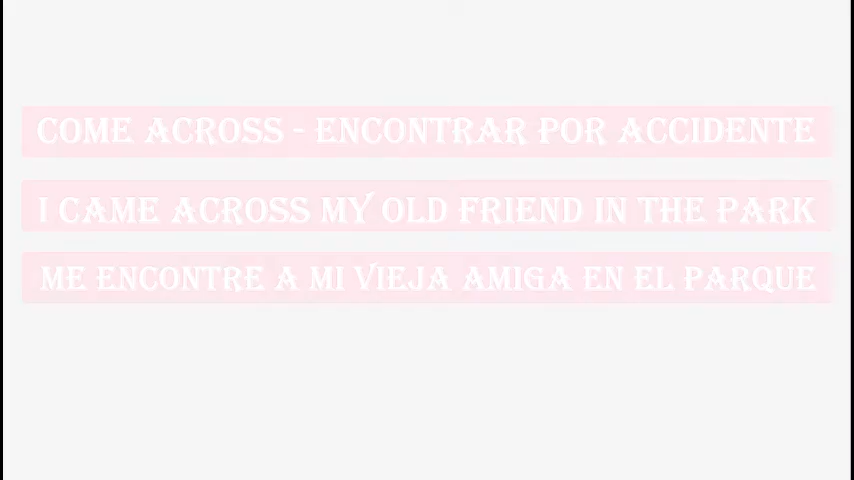 COME ACROSS - ENCONTRAR POR ACCIDENTE
I CAME ACROSS MY OLD FRIEND IN THE PARK
ME ENCONTRE A MI VIEJA AMIGA EN EL PARQUE